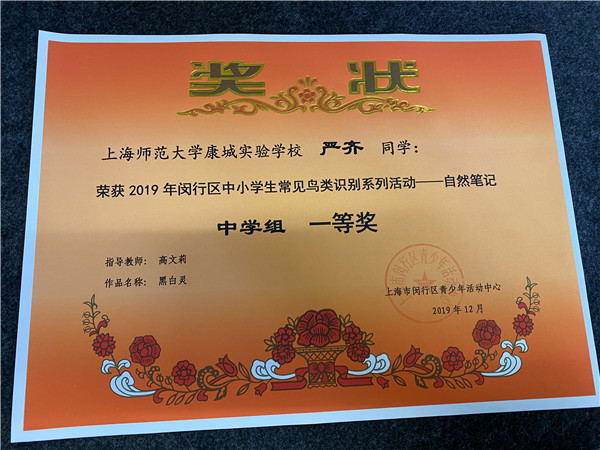 奖 状
上海师范大学康城实验学校 严齐 同学：
荣获 2019 年闵行区中小学生常见鸟类识别系列活动——自然笔记
中学组 一等奖
指导教师： 高文莉
作品名称： 黑白灵
上海市闵行区青少年活动中心
2019 年 12 月